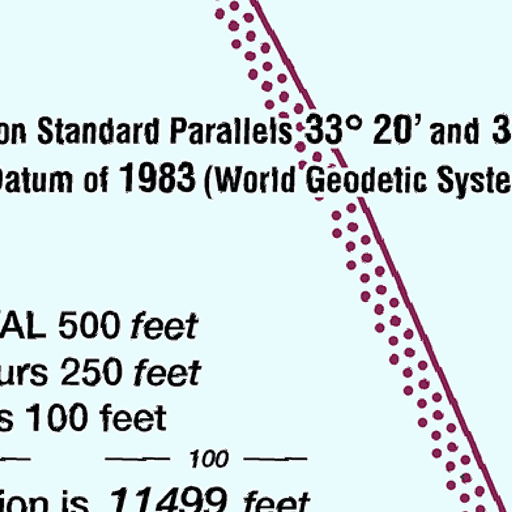 on Standard Parallels 33° 20’ and 3
Datum of 1983 (World Geodetic Syste
AL 500 feet
urs 250 feet
s 100 feet
100
ion is 11499 feet